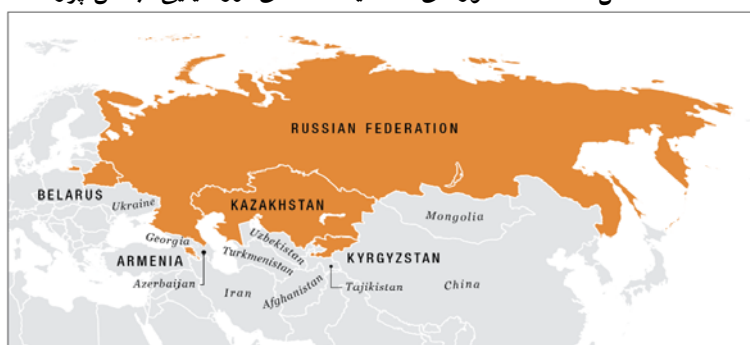 RUSSIAN FEDERATION
BELARUS
Ukraine
KAZAKHSTAN
Mongolia
Georgia
Uzbekistan
ARMENIA
Turkmenistan
KYRGYZSTAN
Azerbaijan
Iran
Afghanistan
Tajikistan
China